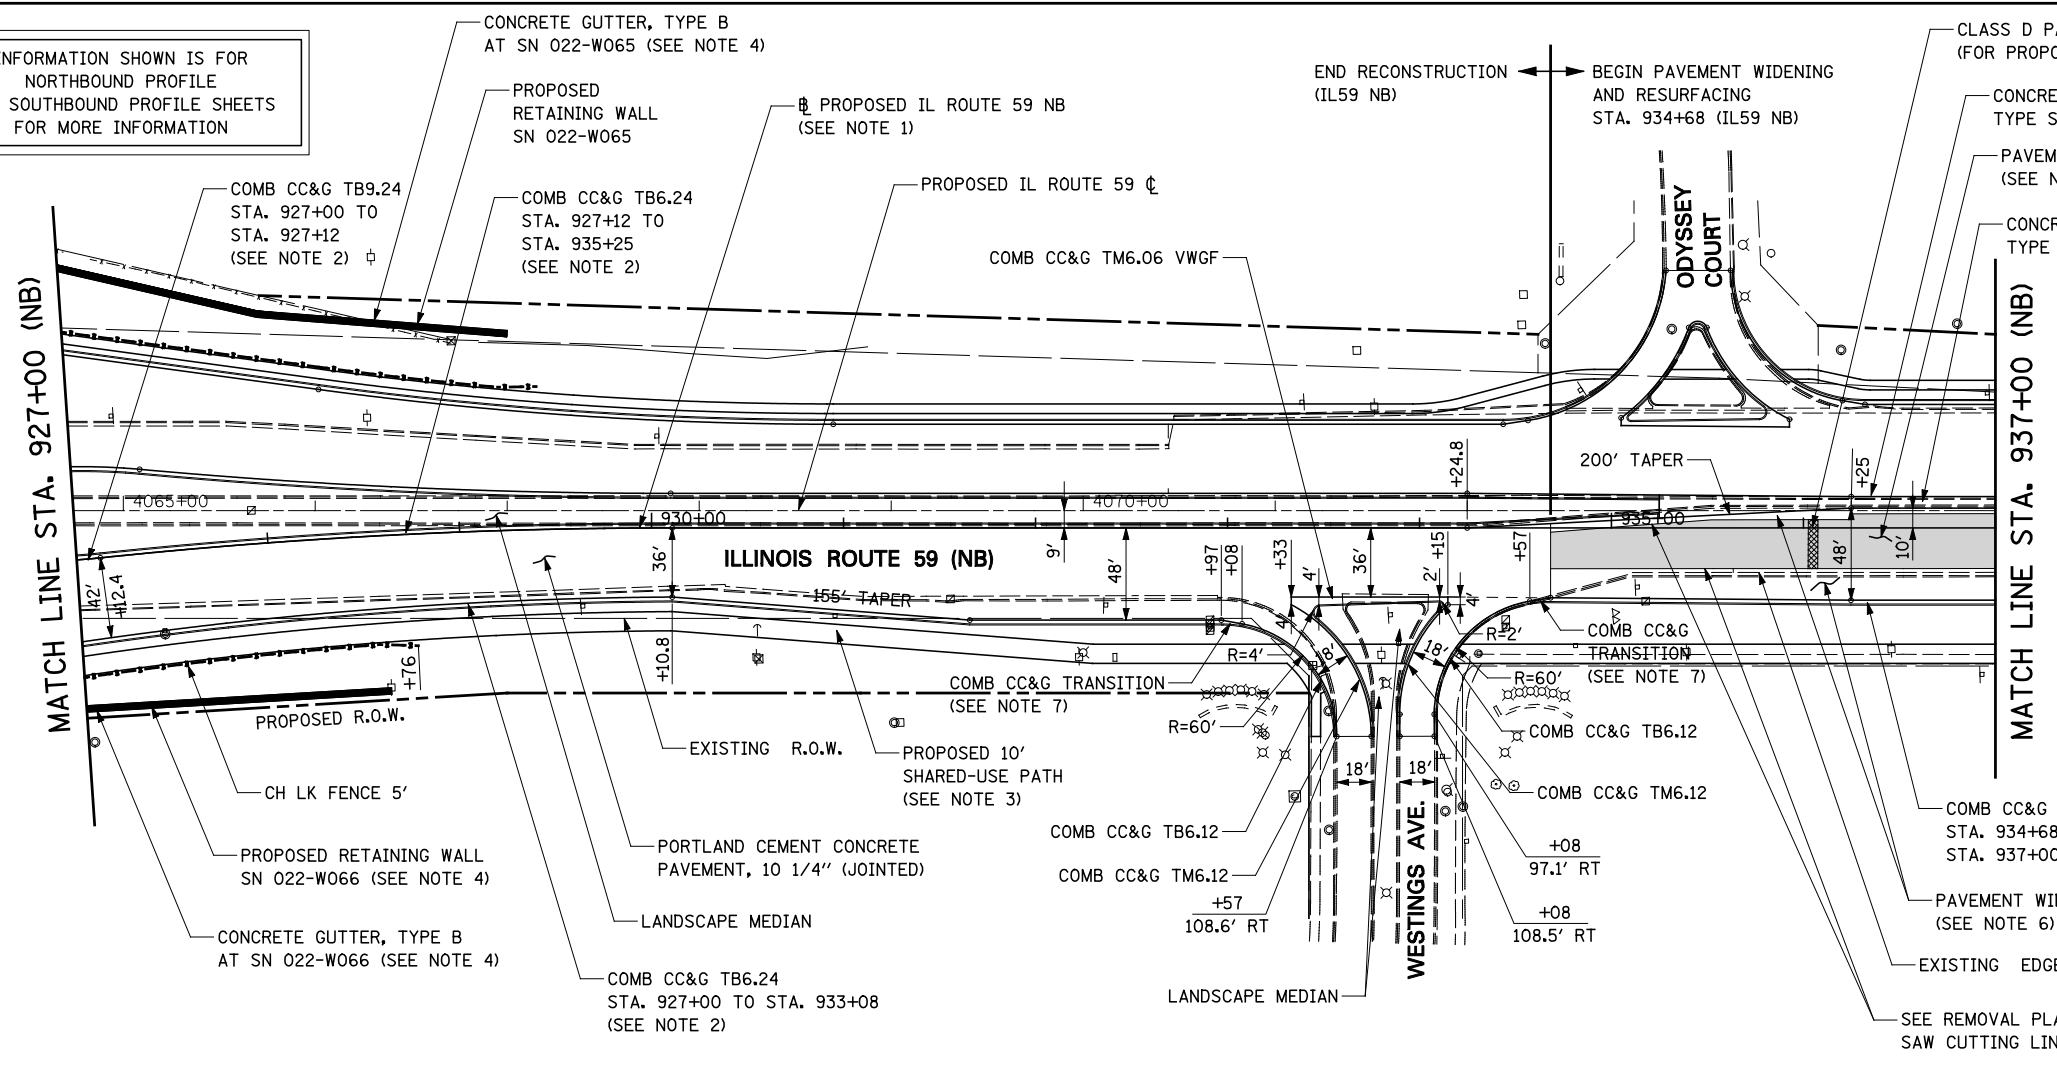 INFORMATION SHOWN IS FOR
NORTHBOUND PROFILE
SOUTHBOUND PROFILE SHEETS
FOR MORE INFORMATION
CONCRETE GUTTER, TYPE B
AT SN 022-W065 (SEE NOTE 4)
PROPOSED
RETAINING WALL
SN 022-W065
PROPOSED IL ROUTE 59 NB
(SEE NOTE 1)
END RECONSTRUCTION
(IL59 NB)
BEGIN PAVEMENT WIDENING
AND RESURFACING
STA. 934+68 (IL59 NB)
CLASS D PA
(FOR PROPO
CONCRE
TYPE S
PAVEM
(SEE N
CONCR
TYPE
COMB CC&G TB9.24
STA. 927+00 TO
STA. 927+12
(SEE NOTE 2)
COMB CC&G TB6.24
STA. 927+12 TO
STA. 935+25
(SEE NOTE 2)
PROPOSED IL ROUTE 59 ℄
COMB CC&G TM6.06 VWGF
ODYSSEY
COURT
MATCH LINE STA. 927+00 (NB)
MATCH LINE STA. 937+00 (NB)
200' TAPER
+24.8
+25
4065+00
4070+00
930+00
935+00
ILLINOIS ROUTE 59 (NB)
42'
+12.4
36'
9'
48'
+97
+08
+33
4'
36'
+15
2'
4'
+57
48'
10'
155' TAPER
4'
R=2'
R=4'
18'
18'
R=60'
R=60'
+10.8
+76
COMB CC&G
TRANSITION
(SEE NOTE 7)
COMB CC&G TRANSITION
(SEE NOTE 7)
PROPOSED R.O.W.
EXISTING R.O.W.
PROPOSED 10'
SHARED-USE PATH
(SEE NOTE 3)
COMB CC&G TB6.12
COMB CC&G TM6.12
18'
18'
CH LK FENCE 5'
PROPOSED RETAINING WALL
SN 022-W066 (SEE NOTE 4)
PORTLAND CEMENT CONCRETE
PAVEMENT, 10 1/4" (JOINTED)
COMB CC&G TB6.12
COMB CC&G TM6.12
+57
108.6' RT
+08
97.1' RT
+08
108.5' RT
WESTINGS AVE.
COMB CC&G
STA. 934+68
STA. 937+00
PAVEMENT WI
(SEE NOTE 6)
LANDSCAPE MEDIAN
CONCRETE GUTTER, TYPE B
AT SN 022-W066 (SEE NOTE 4)
COMB CC&G TB6.24
STA. 927+00 TO STA. 933+08
(SEE NOTE 2)
LANDSCAPE MEDIAN
EXISTING EDGE
SEE REMOVAL PLA
SAW CUTTING LIN